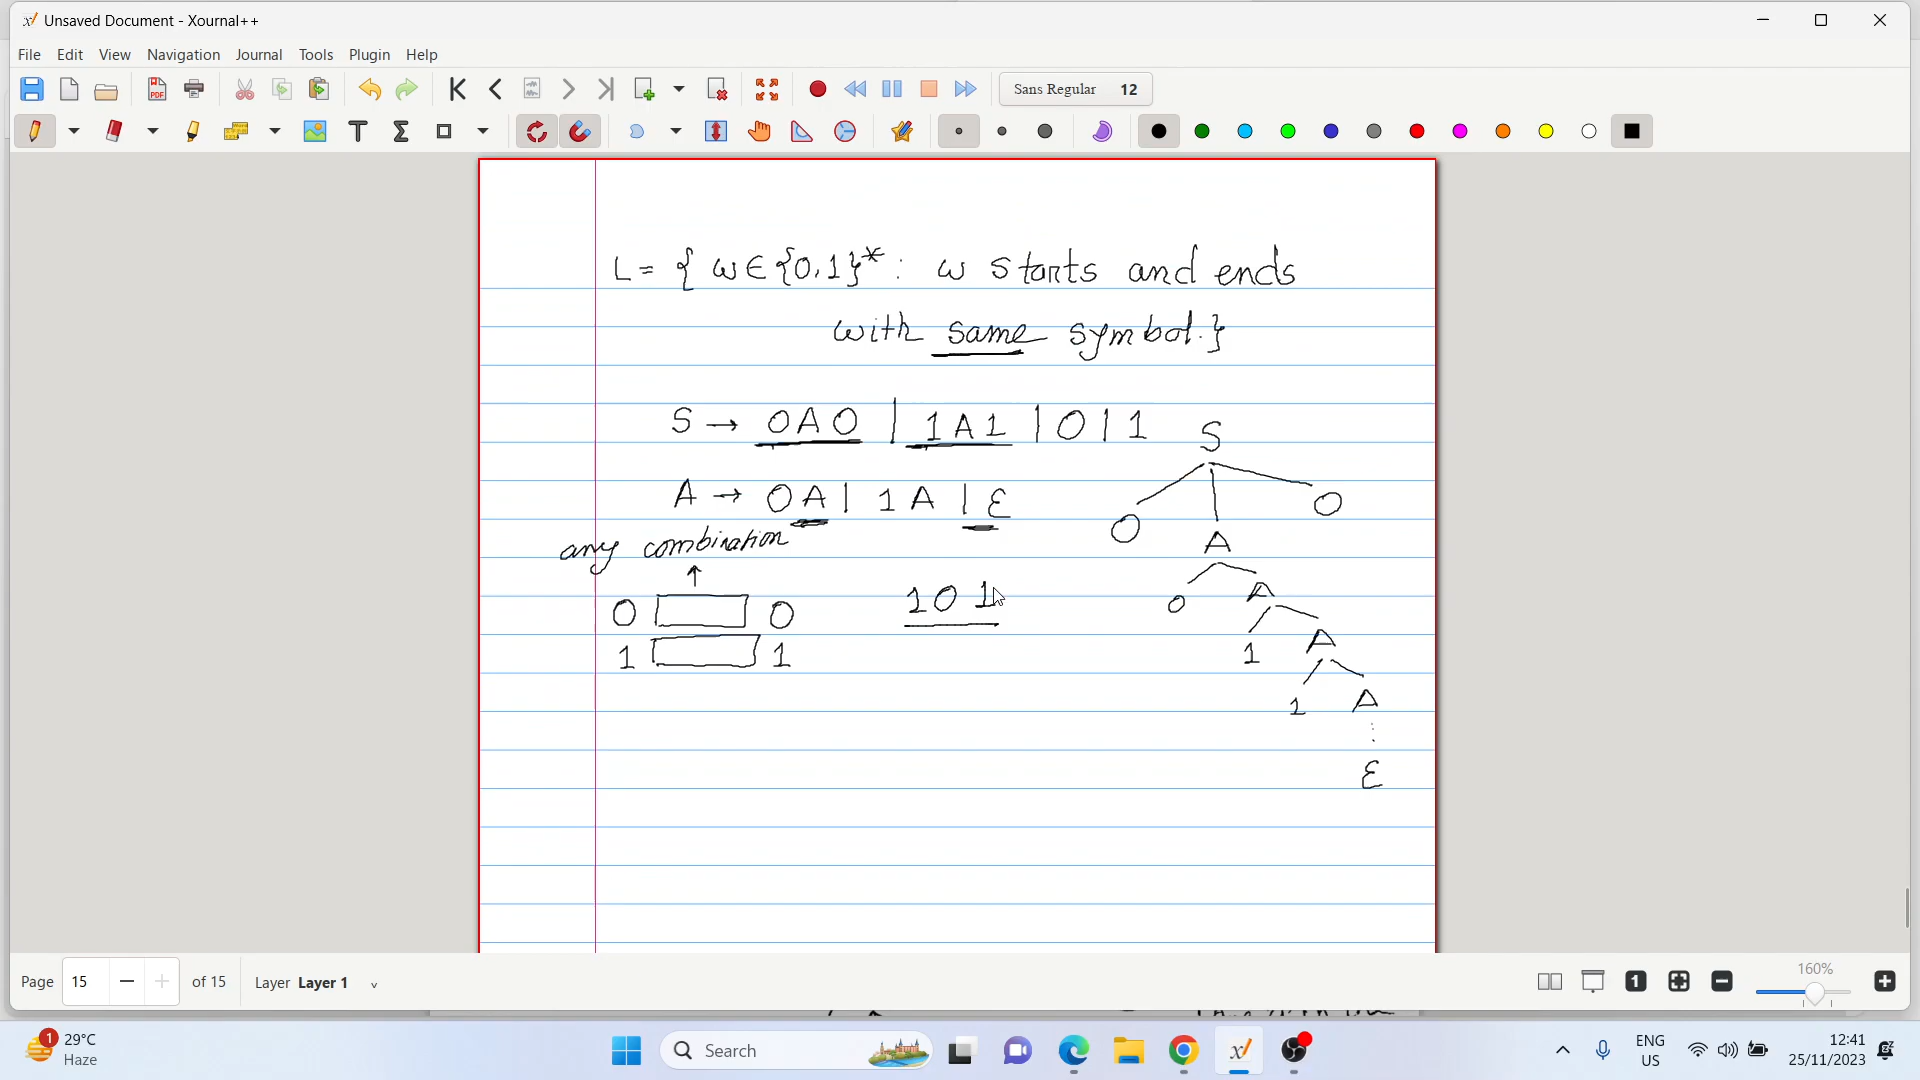 Unsaved Document - Xournal++
File Edit View Navigation Journal Tools Plugin Help
Sans Regular 12
L = { w ∈ {0,1}* : w starts and ends
with same symbol. }
S → 0A0 | 1A1 | 0 | 1
A → 0A | 1A | ε
any combination
↑
0 0
1 1
101
S
0 A 0
0 A
1 A
1 A
⋮
ε
Page 15 of 15 Layer Layer 1
160%
1
29°C
Haze
Search
ENG
US
12:41
25/11/2023